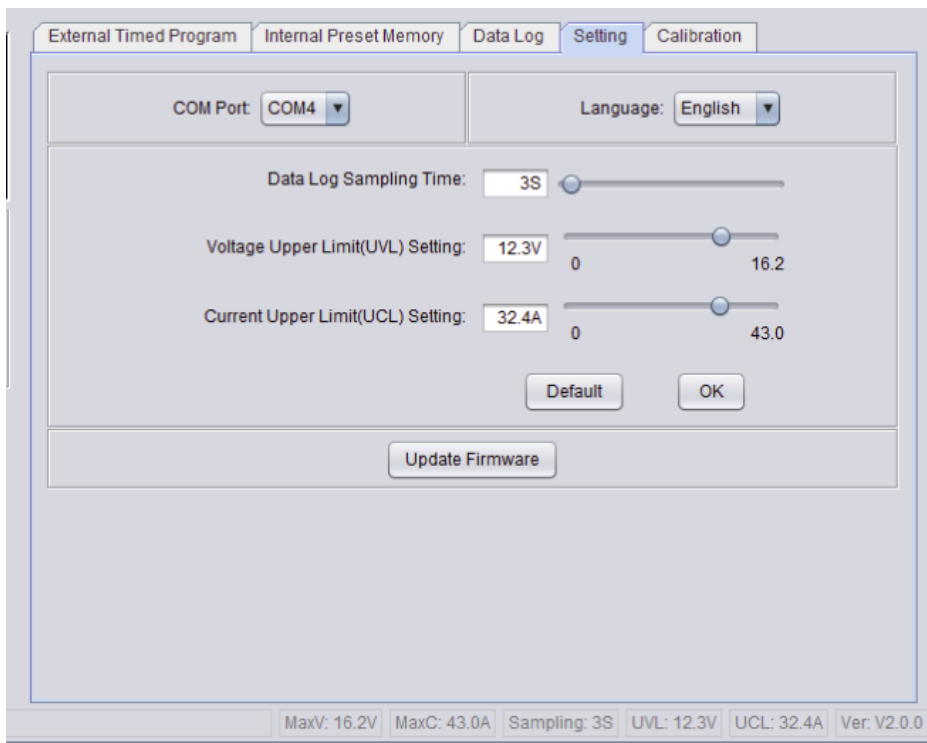 External Timed Program Internal Preset Memory Data Log Setting Calibration
COM Port: COM4 Language: English
Data Log Sampling Time: 3S
Voltage Upper Limit(UVL) Setting: 12.3V
0 16.2
Current Upper Limit(UCL) Setting: 32.4A
0 43.0
Default OK
Update Firmware
MaxV: 16.2V MaxC: 43.0A Sampling: 3S UVL: 12.3V UCL: 32.4A Ver: V2.0.0